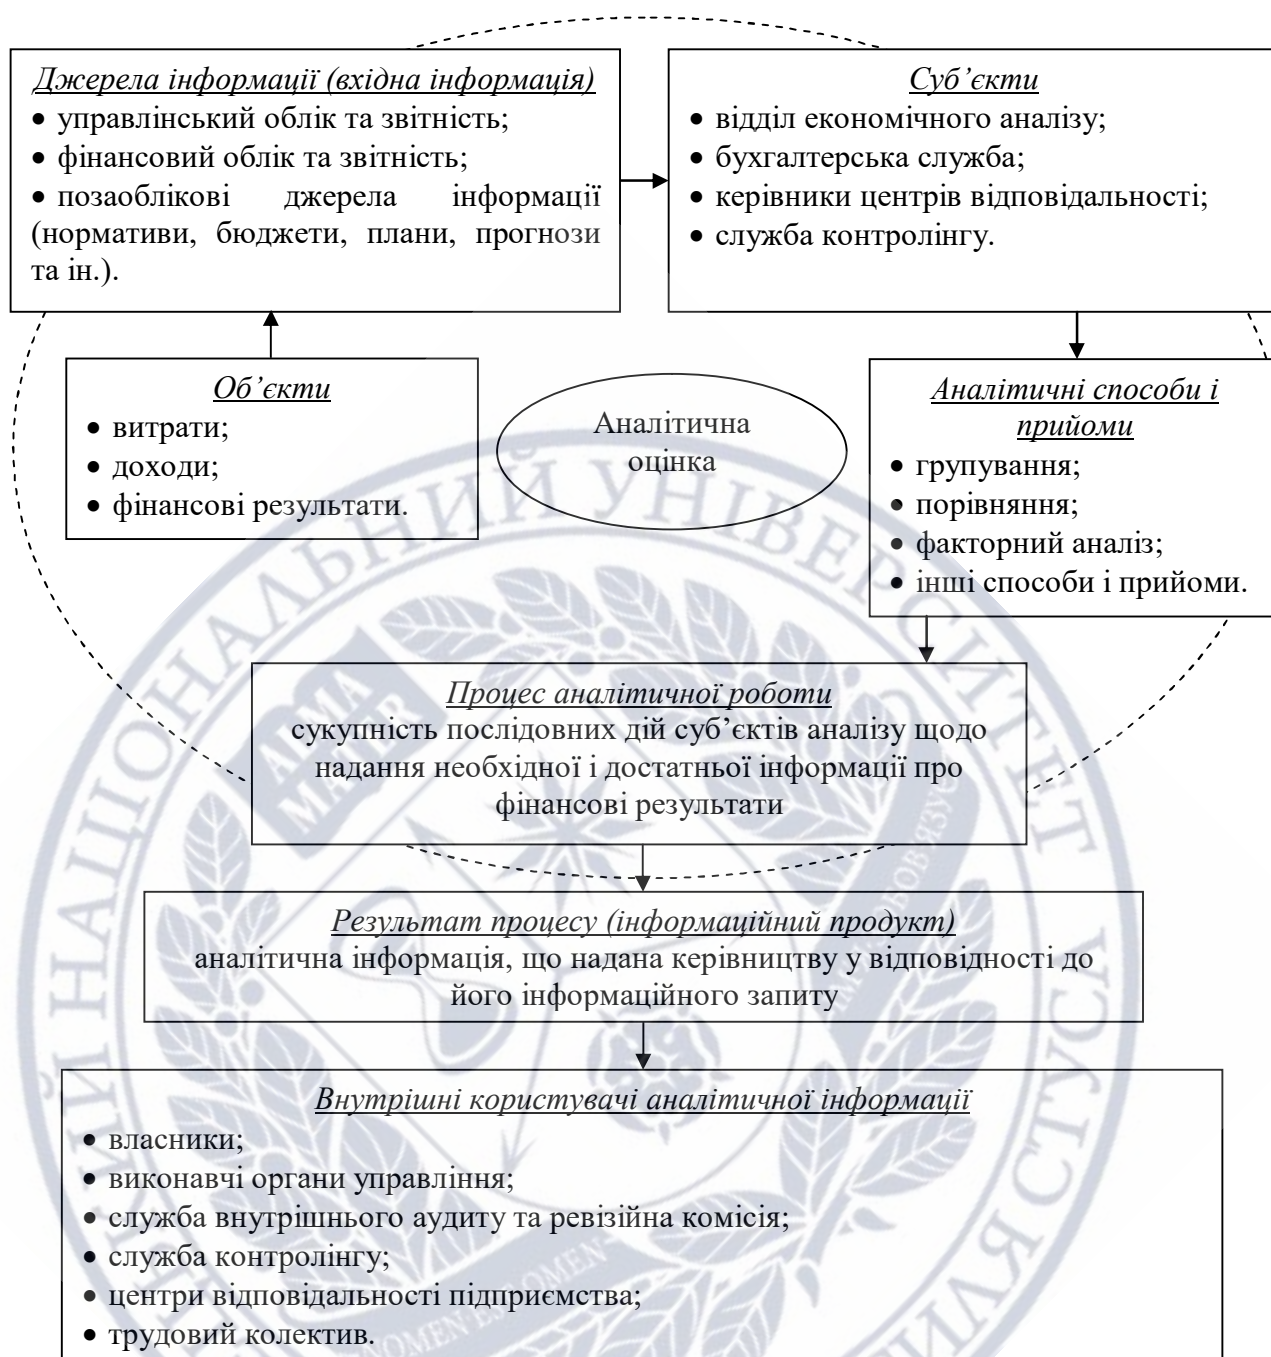 Джерела інформації (вхідна інформація)
• управлінський облік та звітність;
• фінансовий облік та звітність;
• позаоблікові джерела інформації
(нормативи, бюджети, плани, прогнози
та ін.).
Суб’єкти
• відділ економічного аналізу;
• бухгалтерська служба;
• керівники центрів відповідальності;
• служба контролінгу.
Об’єкти
• витрати;
• доходи;
• фінансові результати.
Аналітична
оцінка
Аналітичні способи і
прийоми
• групування;
• порівняння;
• факторний аналіз;
• інші способи і прийоми.
Процес аналітичної роботи
сукупність послідовних дій суб’єктів аналізу щодо
надання необхідної і достатньої інформації про
фінансові результати
Результат процесу (інформаційний продукт)
аналітична інформація, що надана керівництву у відповідності до
його інформаційного запиту
Внутрішні користувачі аналітичної інформації
• власники;
• виконавчі органи управління;
• служба внутрішнього аудиту та ревізійна комісія;
• служба контролінгу;
• центри відповідальності підприємства;
• трудовий колектив.
НАЦІОНАЛЬНИЙ УНІВЕРСИТЕТ
СТУСА
ALMA
MATER